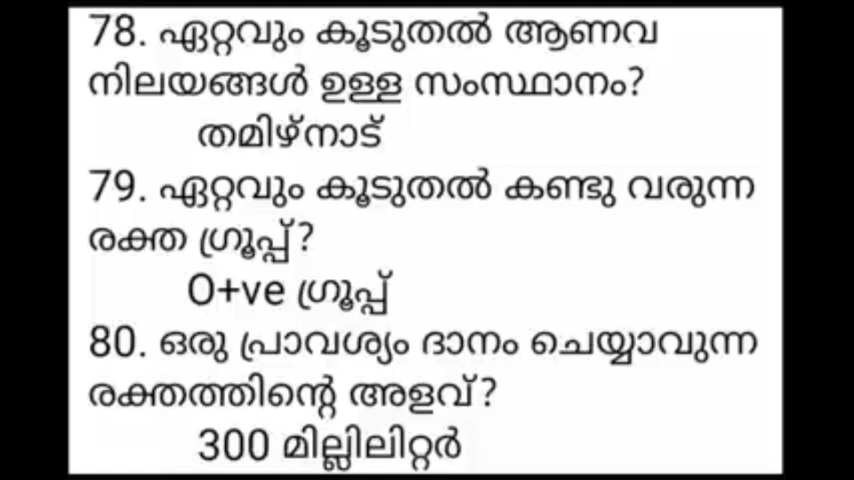 78. ഏറ്റവും കൂടുതൽ ആണവ
നിലയങ്ങൾ ഉള്ള സംസ്ഥാനം?
തമിഴ്നാട്
79. ഏറ്റവും കൂടുതൽ കണ്ടു വരുന്ന
രക്ത ഗ്രൂപ്പ്?
O+ve ഗ്രൂപ്പ്
80. ഒരു പ്രാവശ്യം ദാനം ചെയ്യാവുന്ന
രക്തത്തിന്റെ അളവ്?
300 മില്ലിലിറ്റർ